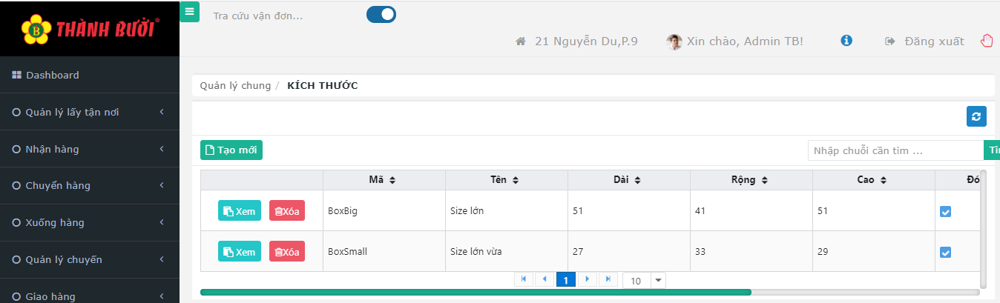 THÀNH BƯỞI®
B
Tra cứu vận đơn...
21 Nguyễn Du,P.9
Xin chào, Admin TB!
Đăng xuất
Dashboard
Quản lý lấy tận nơi
Nhận hàng
Chuyển hàng
Xuống hàng
Quản lý chuyến
Giao hàng
Quản lý chung / KÍCH THƯỚC
Tạo mới
Nhập chuỗi cần tìm ...
Mã Tên Dài Rộng Cao
Xem Xóa BoxBig Size lớn 51 41 51
Xem Xóa BoxSmall Size lớn vừa 27 33 29
1 10